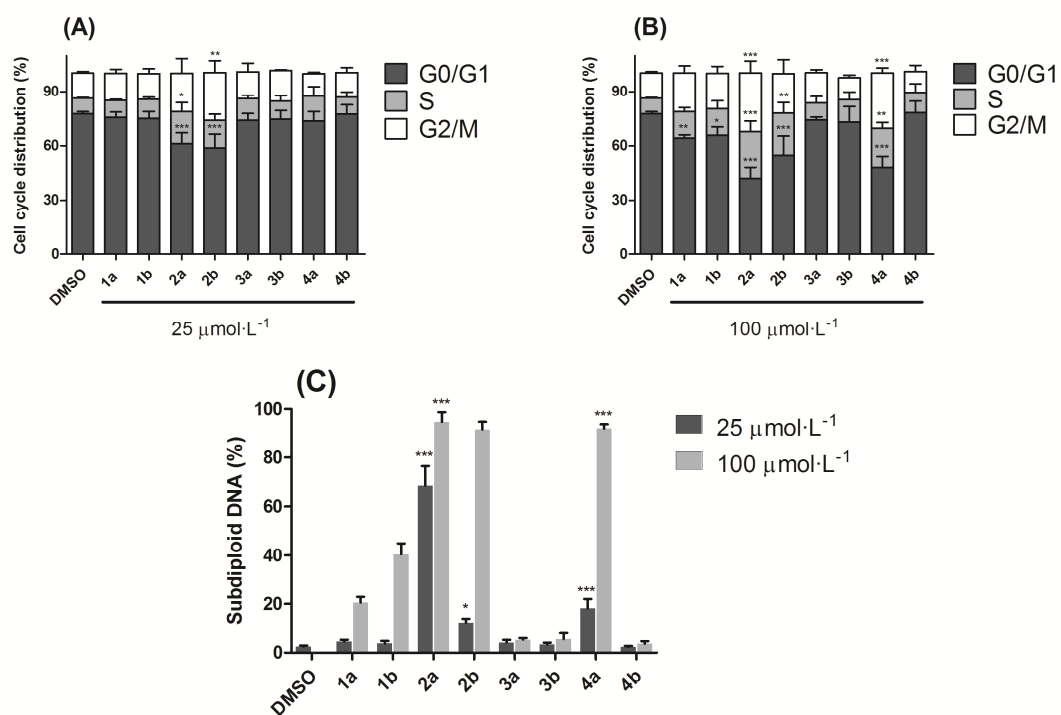 (A)
Cell cycle distribution (%)
90
60
30
0
**
*
***
***
G0/G1
S
G2/M
DMSO 1a 1b 2a 2b 3a 3b 4a 4b
25 µmol·L⁻¹
(B)
Cell cycle distribution (%)
90
60
30
0
*** ***
**
*** **
** * *** ***
***
G0/G1
S
G2/M
DMSO 1a 1b 2a 2b 3a 3b 4a 4b
100 µmol·L⁻¹
(C)
Subdiploid DNA (%)
100
80
60
40
20
0
*** ***
***
***
*
25 µmol·L⁻¹
100 µmol·L⁻¹
DMSO 1a 1b 2a 2b 3a 3b 4a 4b